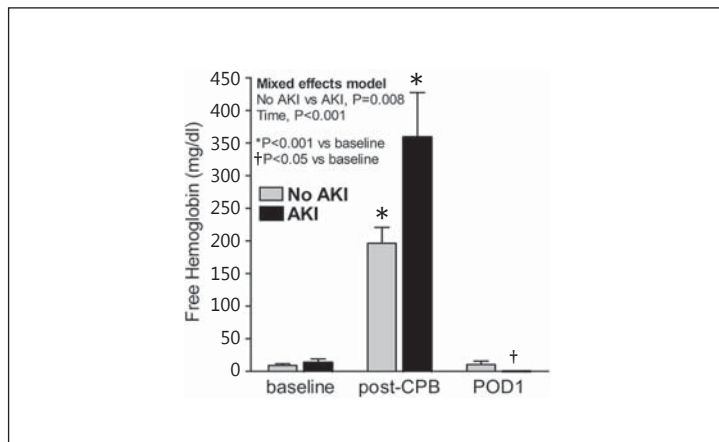 Free Hemoglobin (mg/dl)
450
400
350
300
250
200
150
100
50
0
Mixed effects model
No AKI vs AKI, P=0.008
Time, P<0.001
*P<0.001 vs baseline
†P<0.05 vs baseline
No AKI
AKI
*
*
†
baseline post-CPB POD1